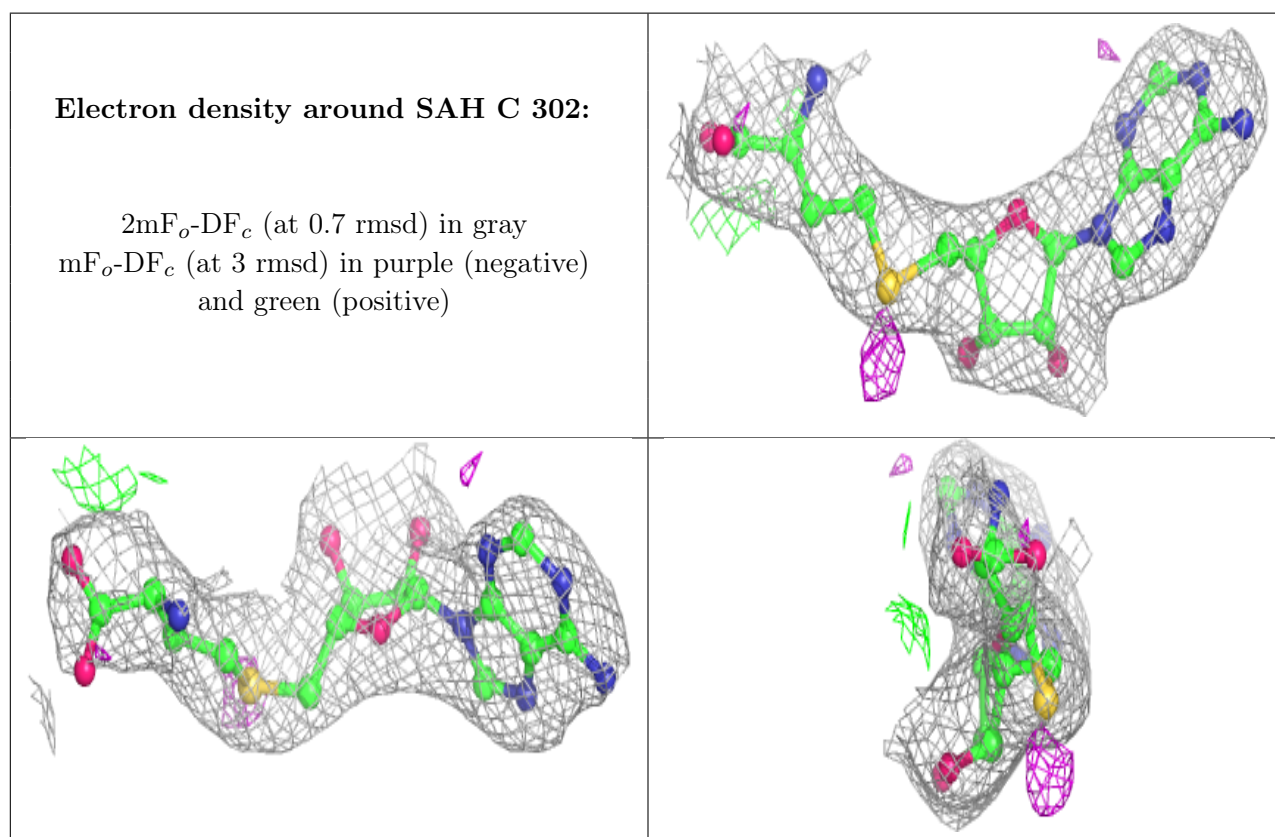 Electron density around SAH C 302:
2mFo-DFc (at 0.7 rmsd) in gray
mFo-DFc (at 3 rmsd) in purple (negative)
and green (positive)